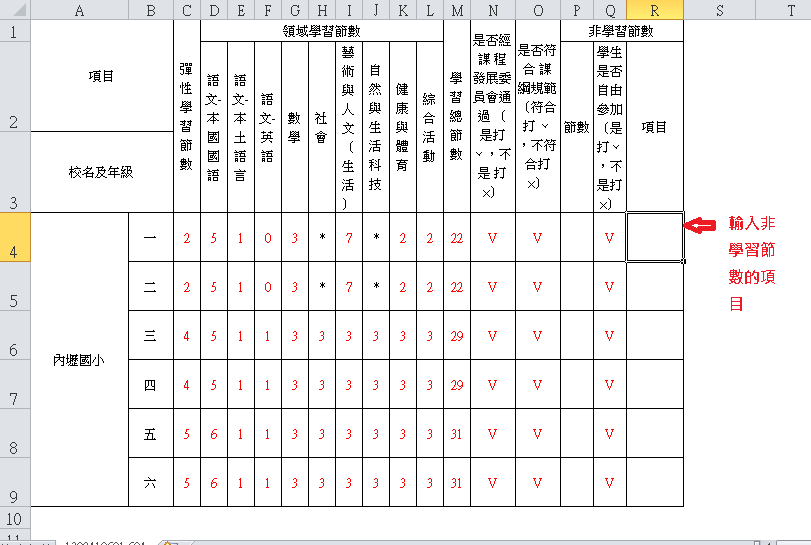 A B C D E F G H I J K L M N O P Q R S T
1
2
3
項目
校名及年級
彈性學習節數
領域學習節數
語文-本國國語
語文-本土語言
語文-英語
數學
社會
藝術與人文（生活）
自然與生活科技
健康與體育
綜合活動
學習總節數
是否經課程發展委員會通過（是打ˇ，不是打×）
是否符合課綱規範（符合打ˇ，不符合打×）
非學習節數
節數
學生是否自由參加（是打ˇ，不是打×）
項目
4 一 2 5 1 0 3 * 7 * 2 2 22 V V V
5 二 2 5 1 0 3 * 7 * 2 2 22 V V V
6 三 4 5 1 1 3 3 3 3 3 3 29 V V V
內壢國小
7 四 4 5 1 1 3 3 3 3 3 3 29 V V V
8 五 5 6 1 1 3 3 3 3 3 3 31 V V V
9 六 5 6 1 1 3 3 3 3 3 3 31 V V V
10
11
輸入非
學習節
數的項
目